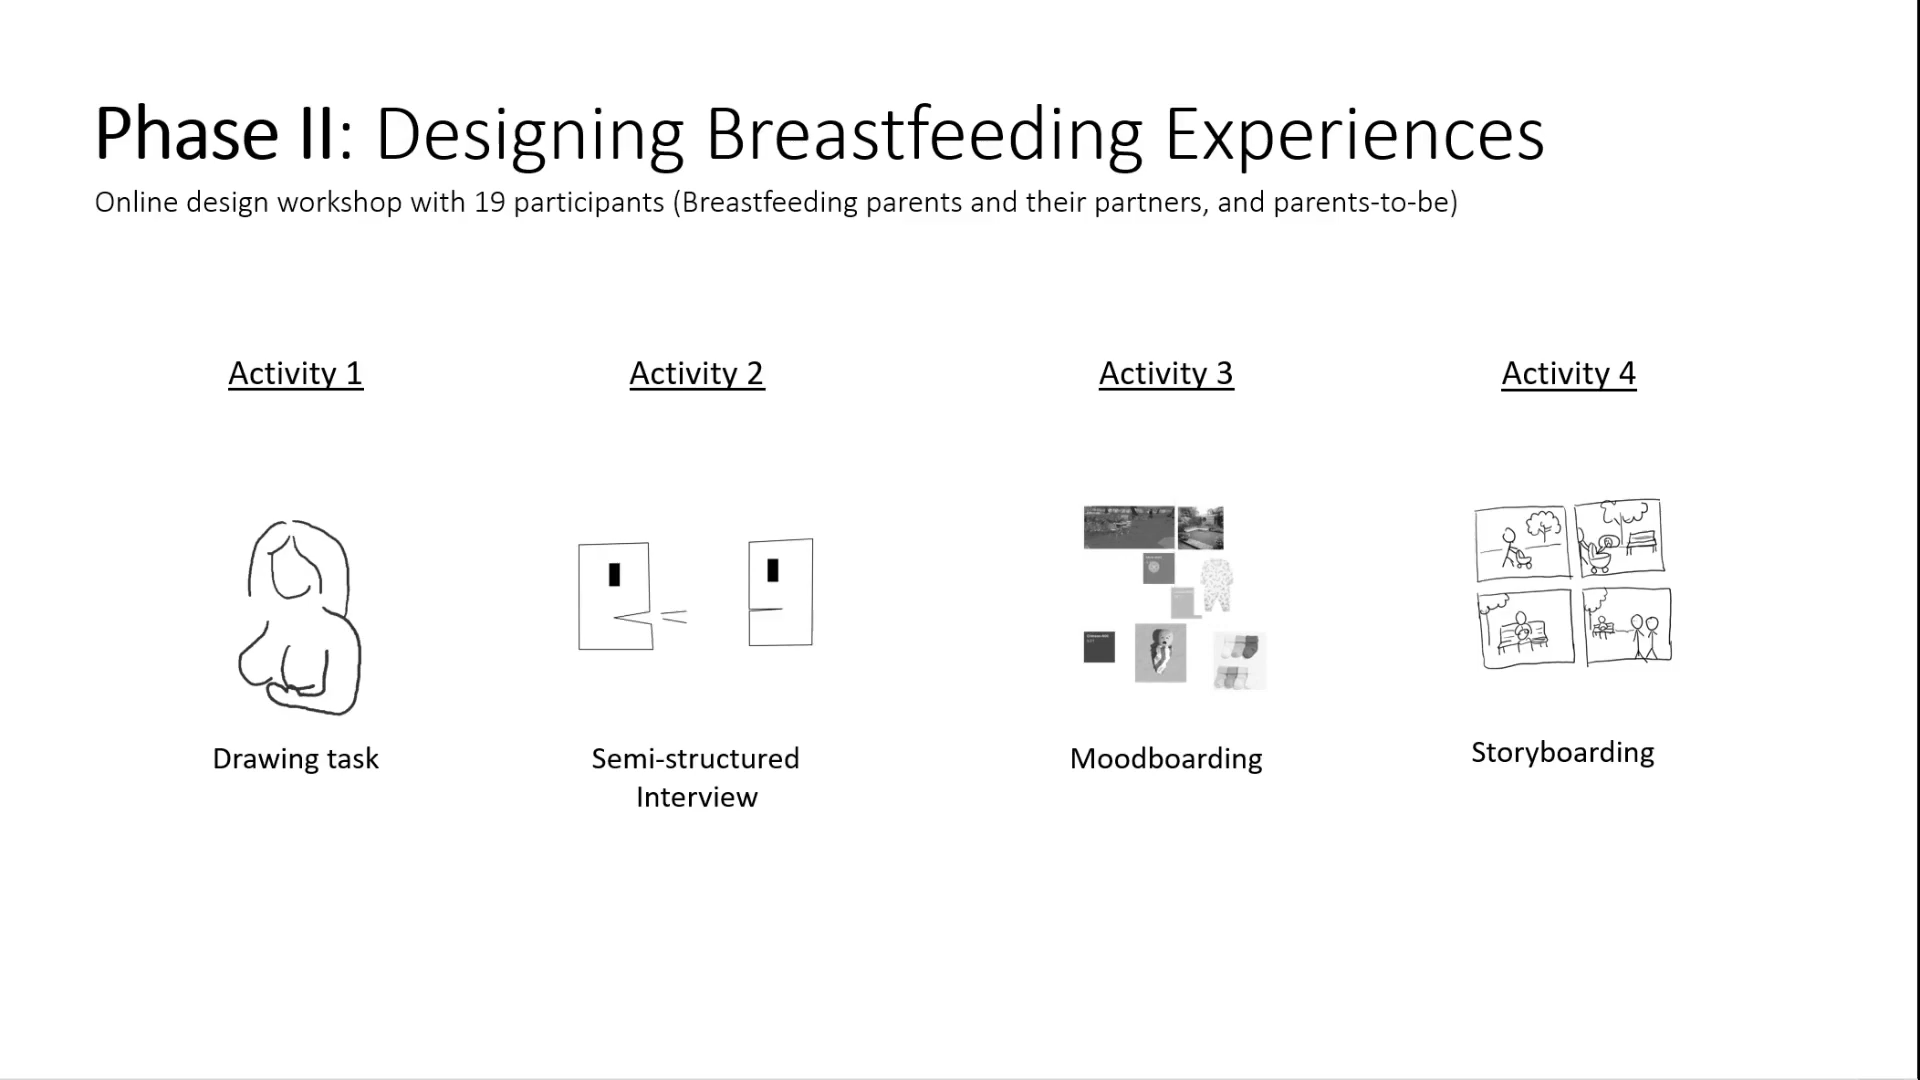 Phase II: Designing Breastfeeding Experiences
Online design workshop with 19 participants (Breastfeeding parents and their partners, and parents-to-be)
Activity 1
Activity 2
Activity 3
Activity 4
Drawing task
Semi-structured
Interview
Moodboarding
Storyboarding